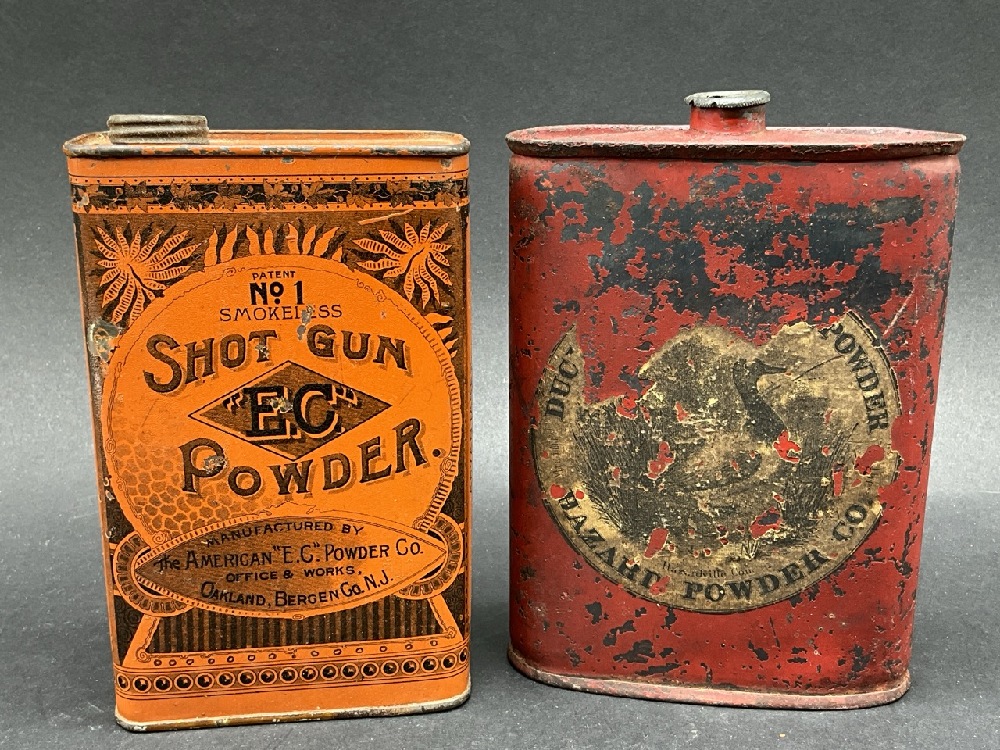 PATENT
No. 1
SMOKELESS
SHOT GUN
"E.C."
POWDER.
MANUFACTURED BY
The AMERICAN "E.C." POWDER CO.
OFFICE & WORKS,
OAKLAND, BERGEN CO. N.J.
DUCK POWDER
HAZARD POWDER CO.